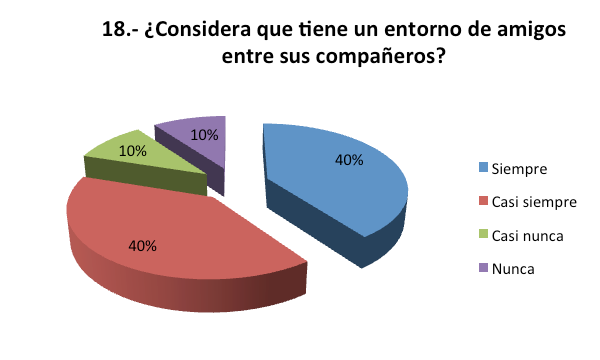 18.- ¿Considera que tiene un entorno de amigos
entre sus compañeros?
10%
40%
10%
40%
Siempre
Casi siempre
Casi nunca
Nunca